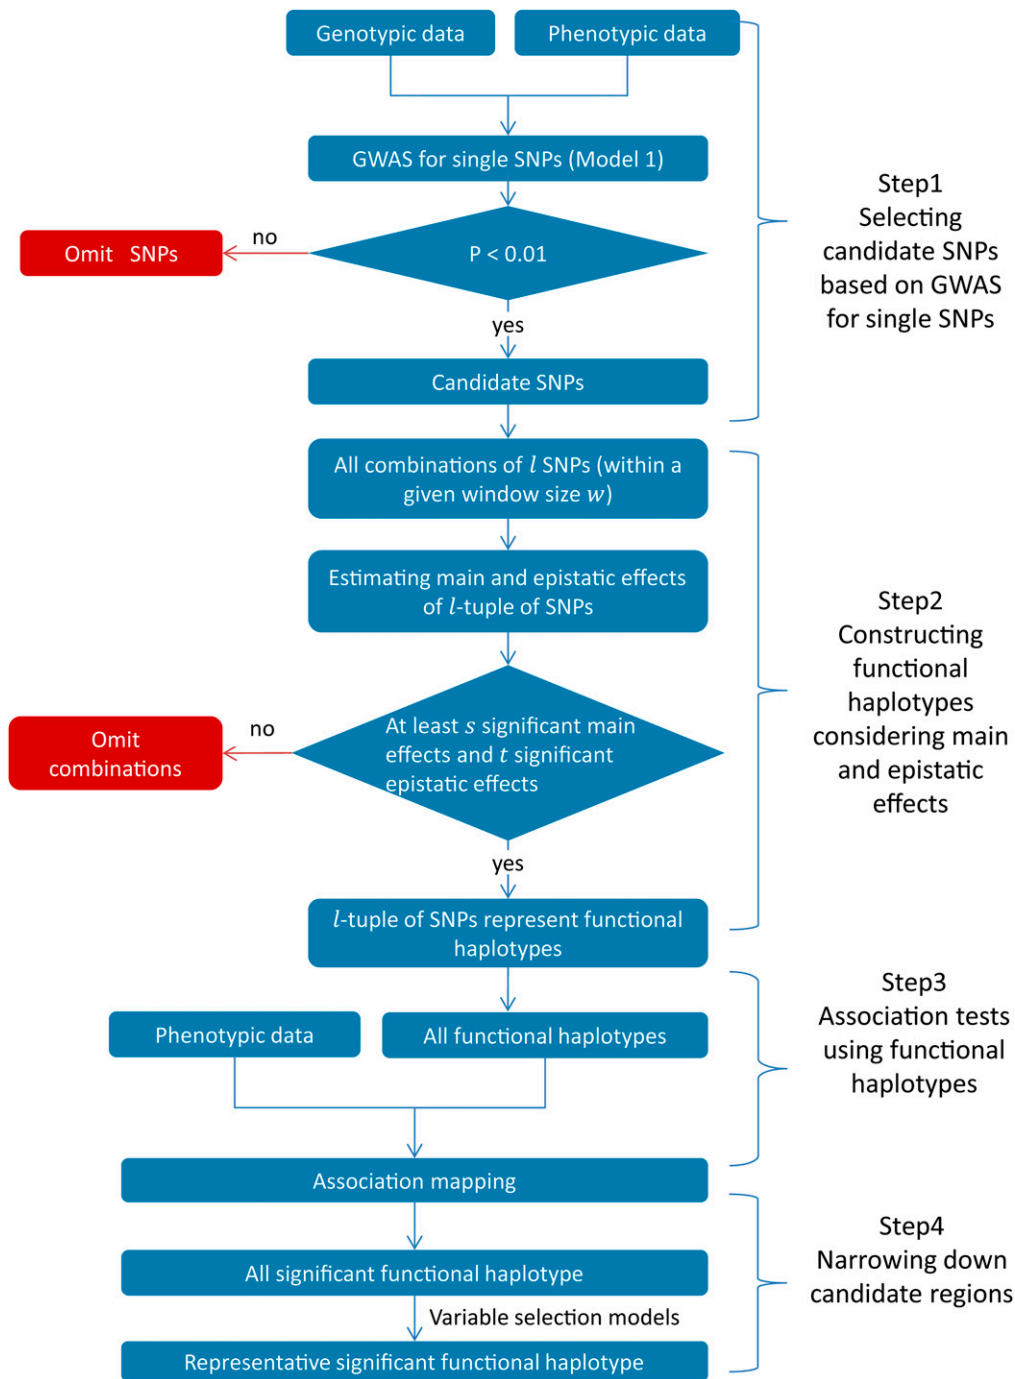 Genotypic data
Phenotypic data
GWAS for single SNPs (Model 1)
Step1
Selecting
candidate SNPs
based on GWAS
for single SNPs
Omit SNPs
no
P < 0.01
yes
Candidate SNPs
All combinations of l SNPs (within a
given window size w)
Estimating main and epistatic effects
of l-tuple of SNPs
Step2
Constructing
functional
haplotypes
considering main
and epistatic
effects
Omit
combinations
no
At least s significant main
effects and t significant
epistatic effects
yes
l-tuple of SNPs represent functional
haplotypes
Step3
Association tests
using functional
haplotypes
Phenotypic data
All functional haplotypes
Association mapping
Step4
Narrowing down
candidate regions
All significant functional haplotype
Variable selection models
Representative significant functional haplotype